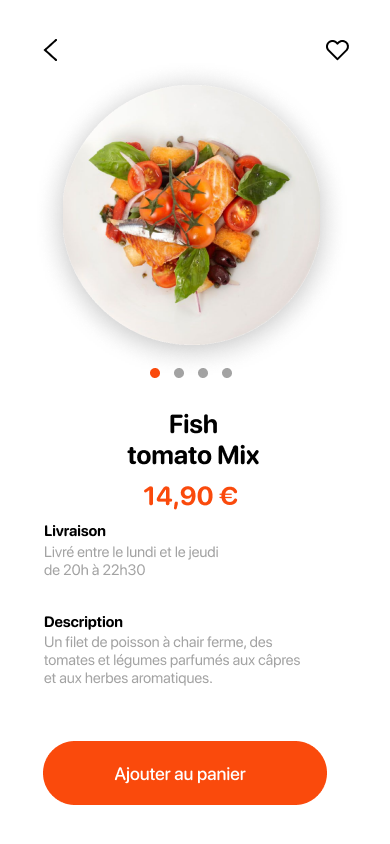 Fish
tomato Mix
14,90 €
Livraison
Livré entre le lundi et le jeudi
de 20h à 22h30
Description
Un filet de poisson à chair ferme, des
tomates et légumes parfumés aux câpres
et aux herbes aromatiques.
Ajouter au panier